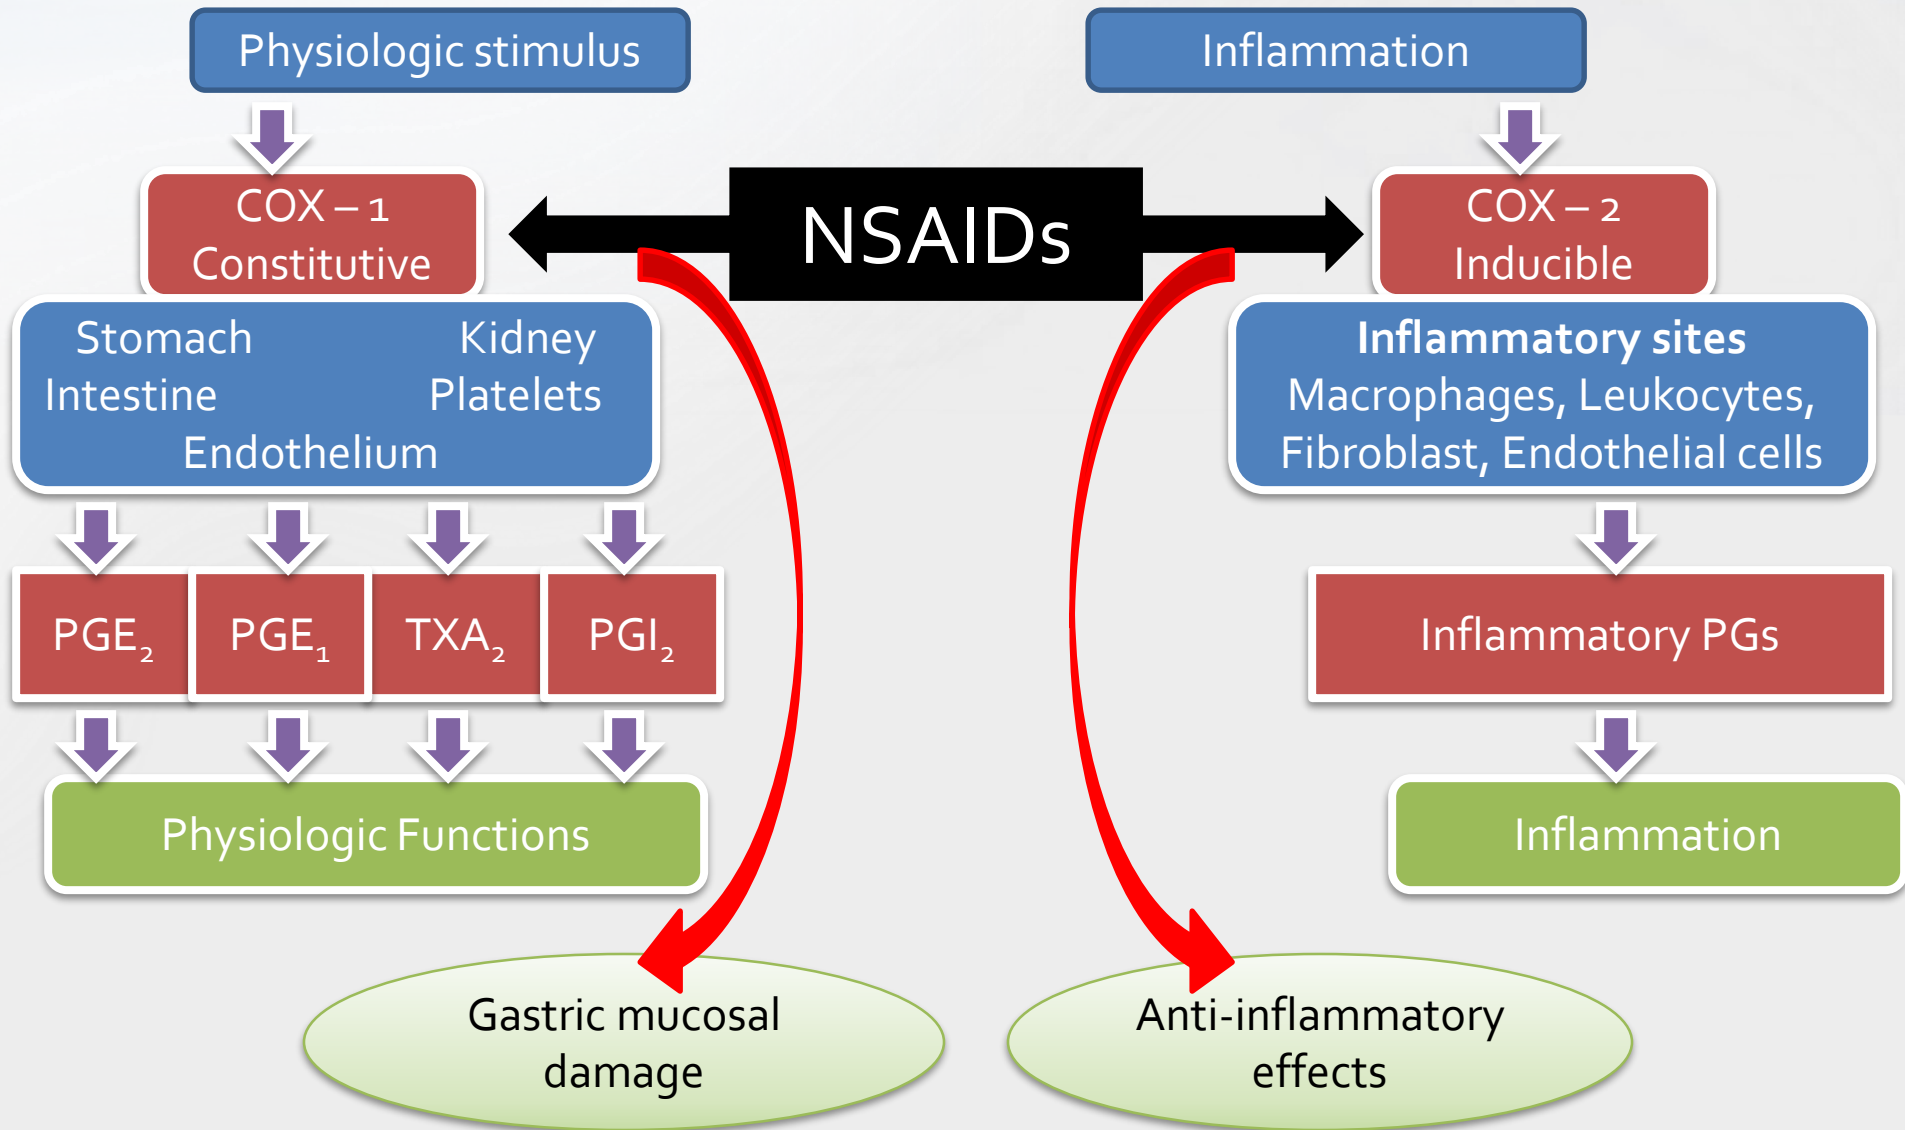 Physiologic stimulus
Inflammation
COX – 1
Constitutive
NSAIDs
COX – 2
Inducible
Stomach Kidney
Intestine Platelets
Endothelium
Inflammatory sites
Macrophages, Leukocytes,
Fibroblast, Endothelial cells
PGE₂
PGE₁
TXA₂
PGI₂
Inflammatory PGs
Physiologic Functions
Inflammation
Gastric mucosal
damage
Anti-inflammatory
effects